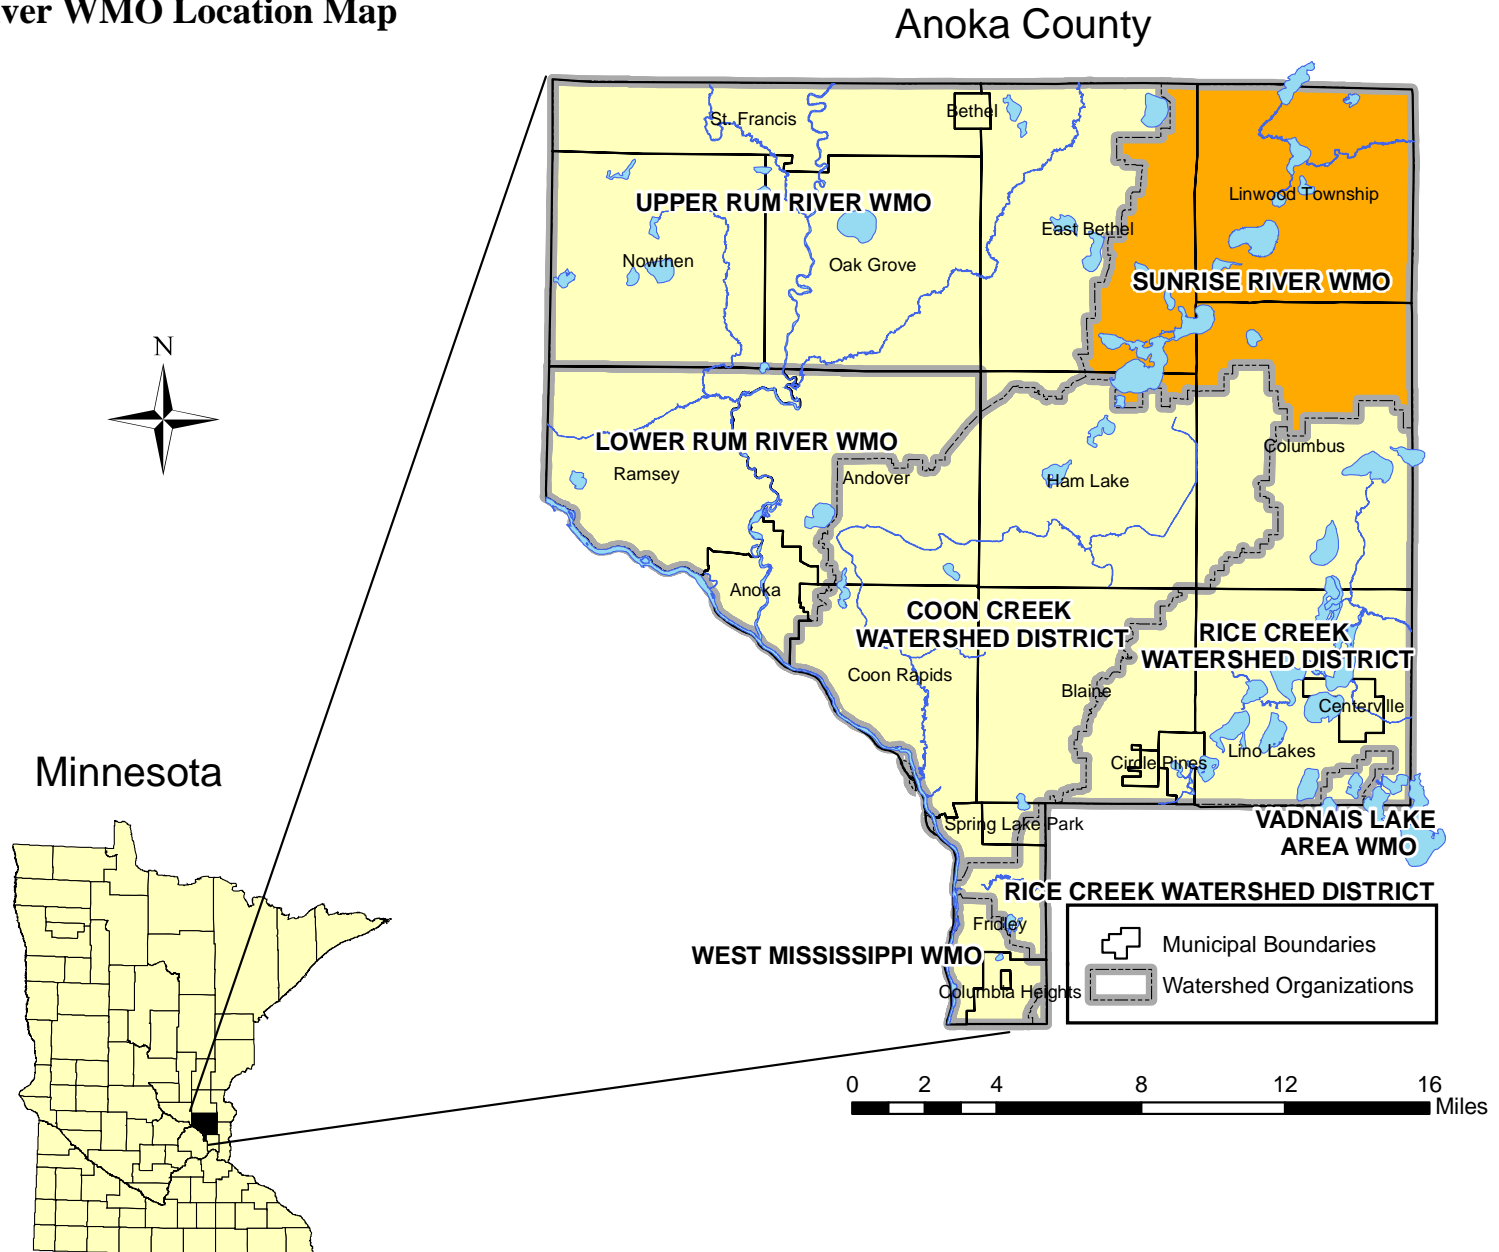 ver WMO Location Map
Anoka County
St. Francis
Bethel
Linwood Township
UPPER RUM RIVER WMO
East Bethel
Nowthen
Oak Grove
SUNRISE RIVER WMO
N
LOWER RUM RIVER WMO
Columbus
Ramsey
Andover
Ham Lake
Anoka
COON CREEK
WATERSHED DISTRICT
RICE CREEK
WATERSHED DISTRICT
Coon Rapids
Blaine
Centerville
Lino Lakes
Circle Pines
Minnesota
Spring Lake Park
VADNAIS LAKE
AREA WMO
RICE CREEK WATERSHED DISTRICT
Fridley
WEST MISSISSIPPI WMO
Columbia Heights
Municipal Boundaries
Watershed Organizations
0 2 4 8 12 16
Miles